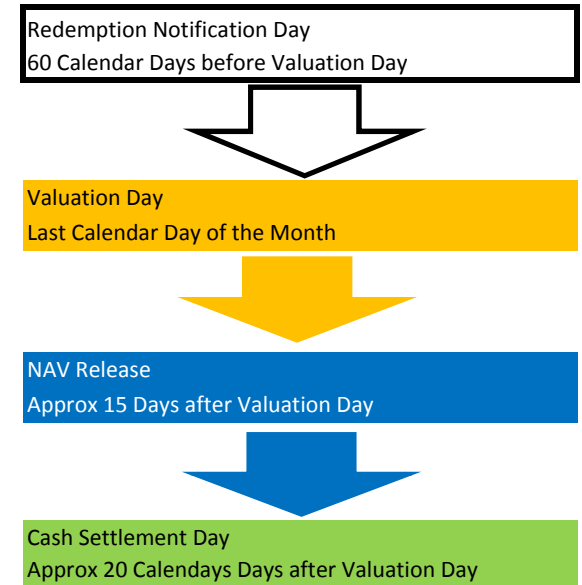 Redemption Notification Day
60 Calendar Days before Valuation Day
Valuation Day
Last Calendar Day of the Month
NAV Release
Approx 15 Days after Valuation Day
Cash Settlement Day
Approx 20 Calendays Days after Valuation Day